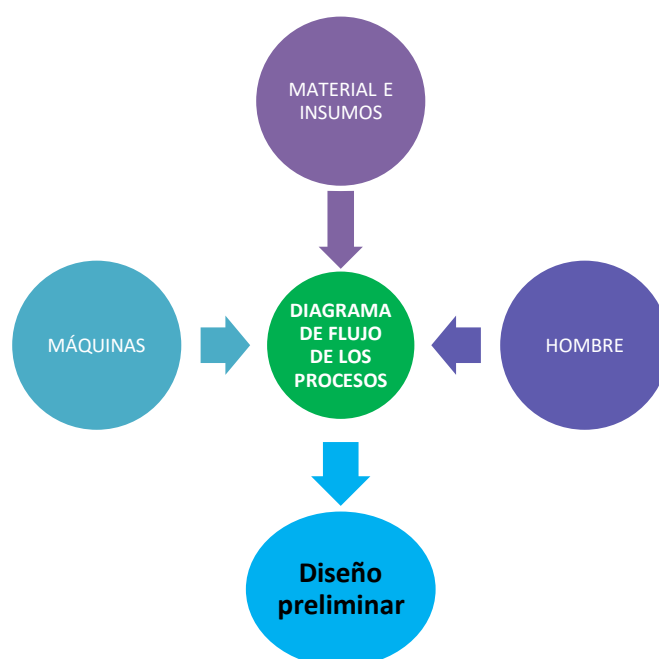 MATERIAL E
INSUMOS
MÁQUINAS
DIAGRAMA
DE FLUJO
DE LOS
PROCESOS
HOMBRE
Diseño
preliminar